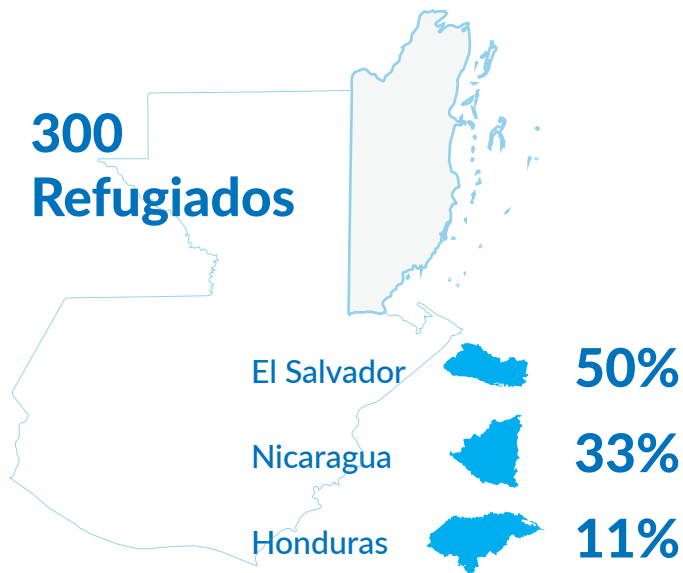 300
Refugiados
El Salvador 50%
Nicaragua 33%
Honduras 11%